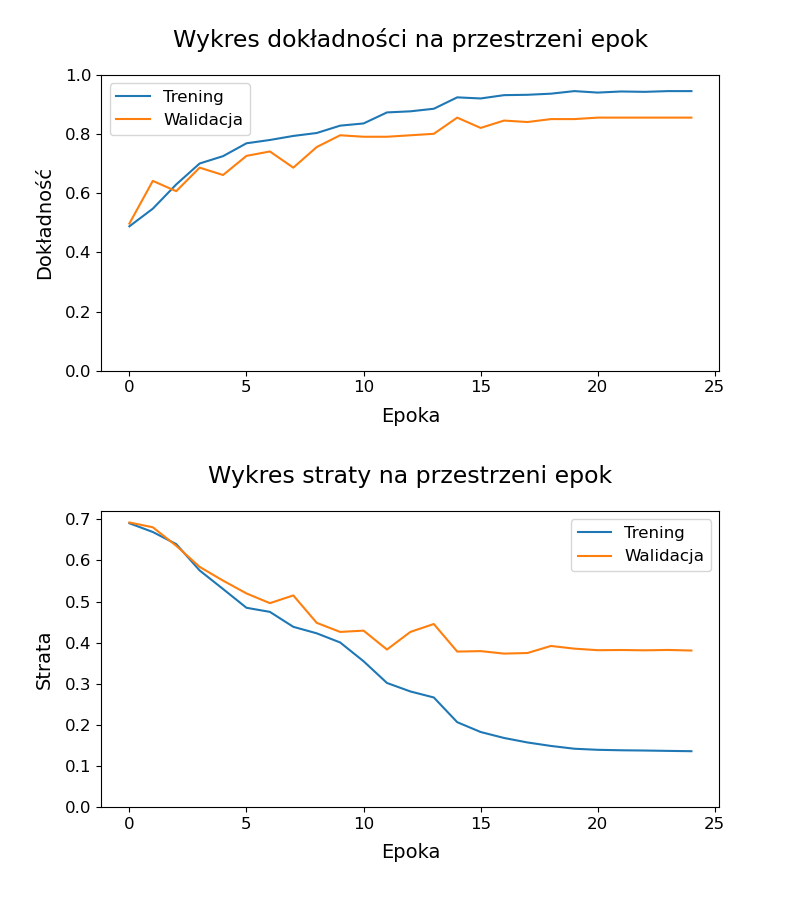 Wykres dokładności na przestrzeni epok
1.0
0.8
0.6
0.4
0.2
0.0
Dokładność
Trening
Walidacja
0 5 10 15 20 25
Epoka
Wykres straty na przestrzeni epok
0.7
0.6
0.5
0.4
0.3
0.2
0.1
0.0
Strata
Trening
Walidacja
0 5 10 15 20 25
Epoka